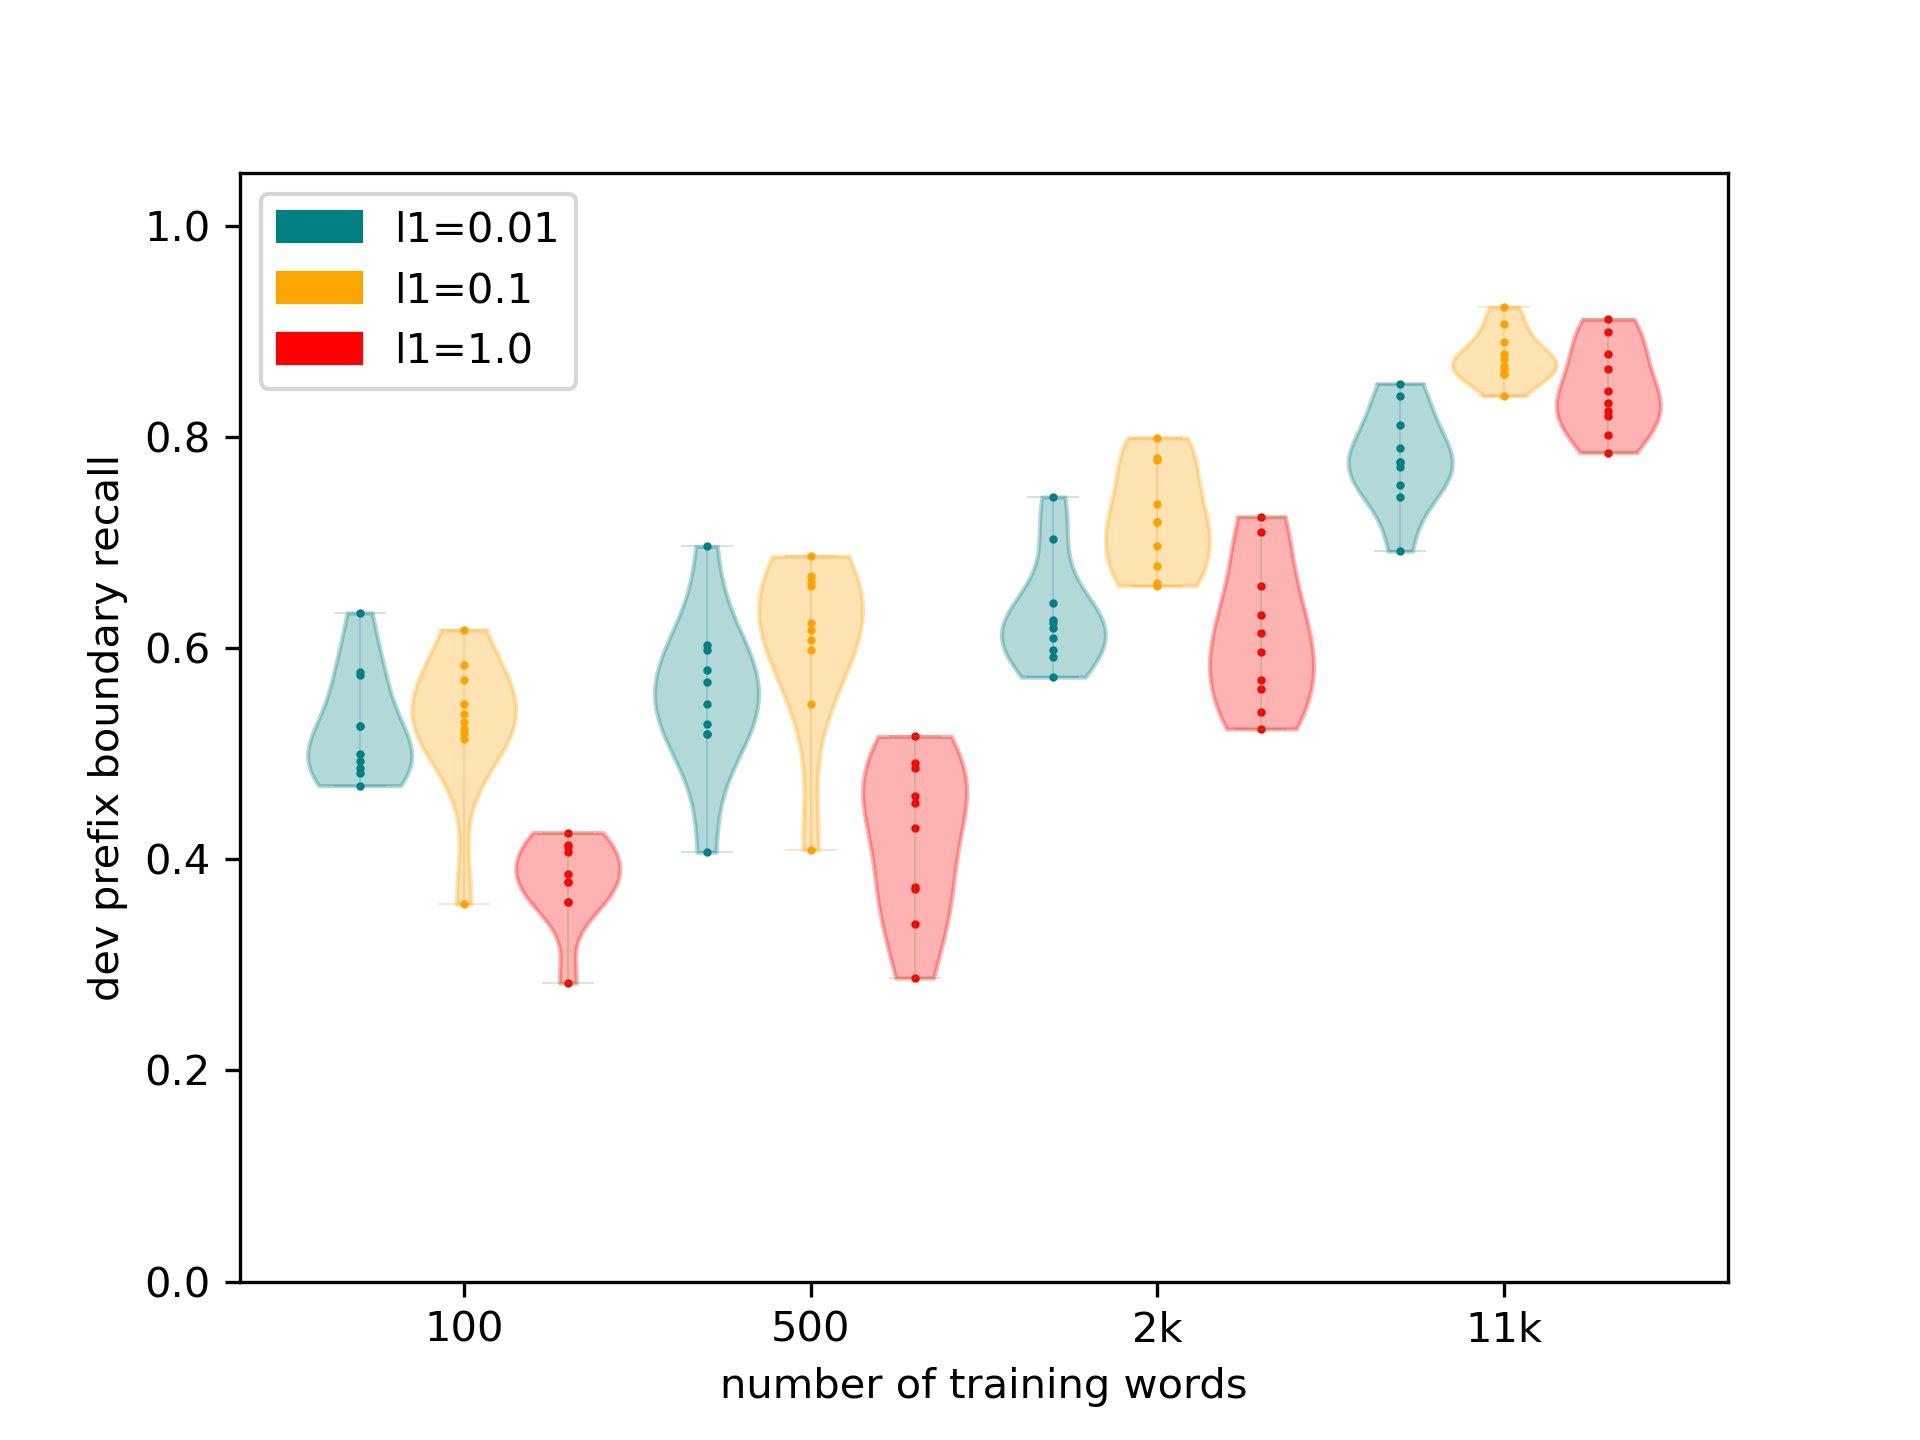 l1=0.01
l1=0.1
l1=1.0
1.0
0.8
0.6
0.4
0.2
0.0
dev prefix boundary recall
100 500 2k 11k
number of training words